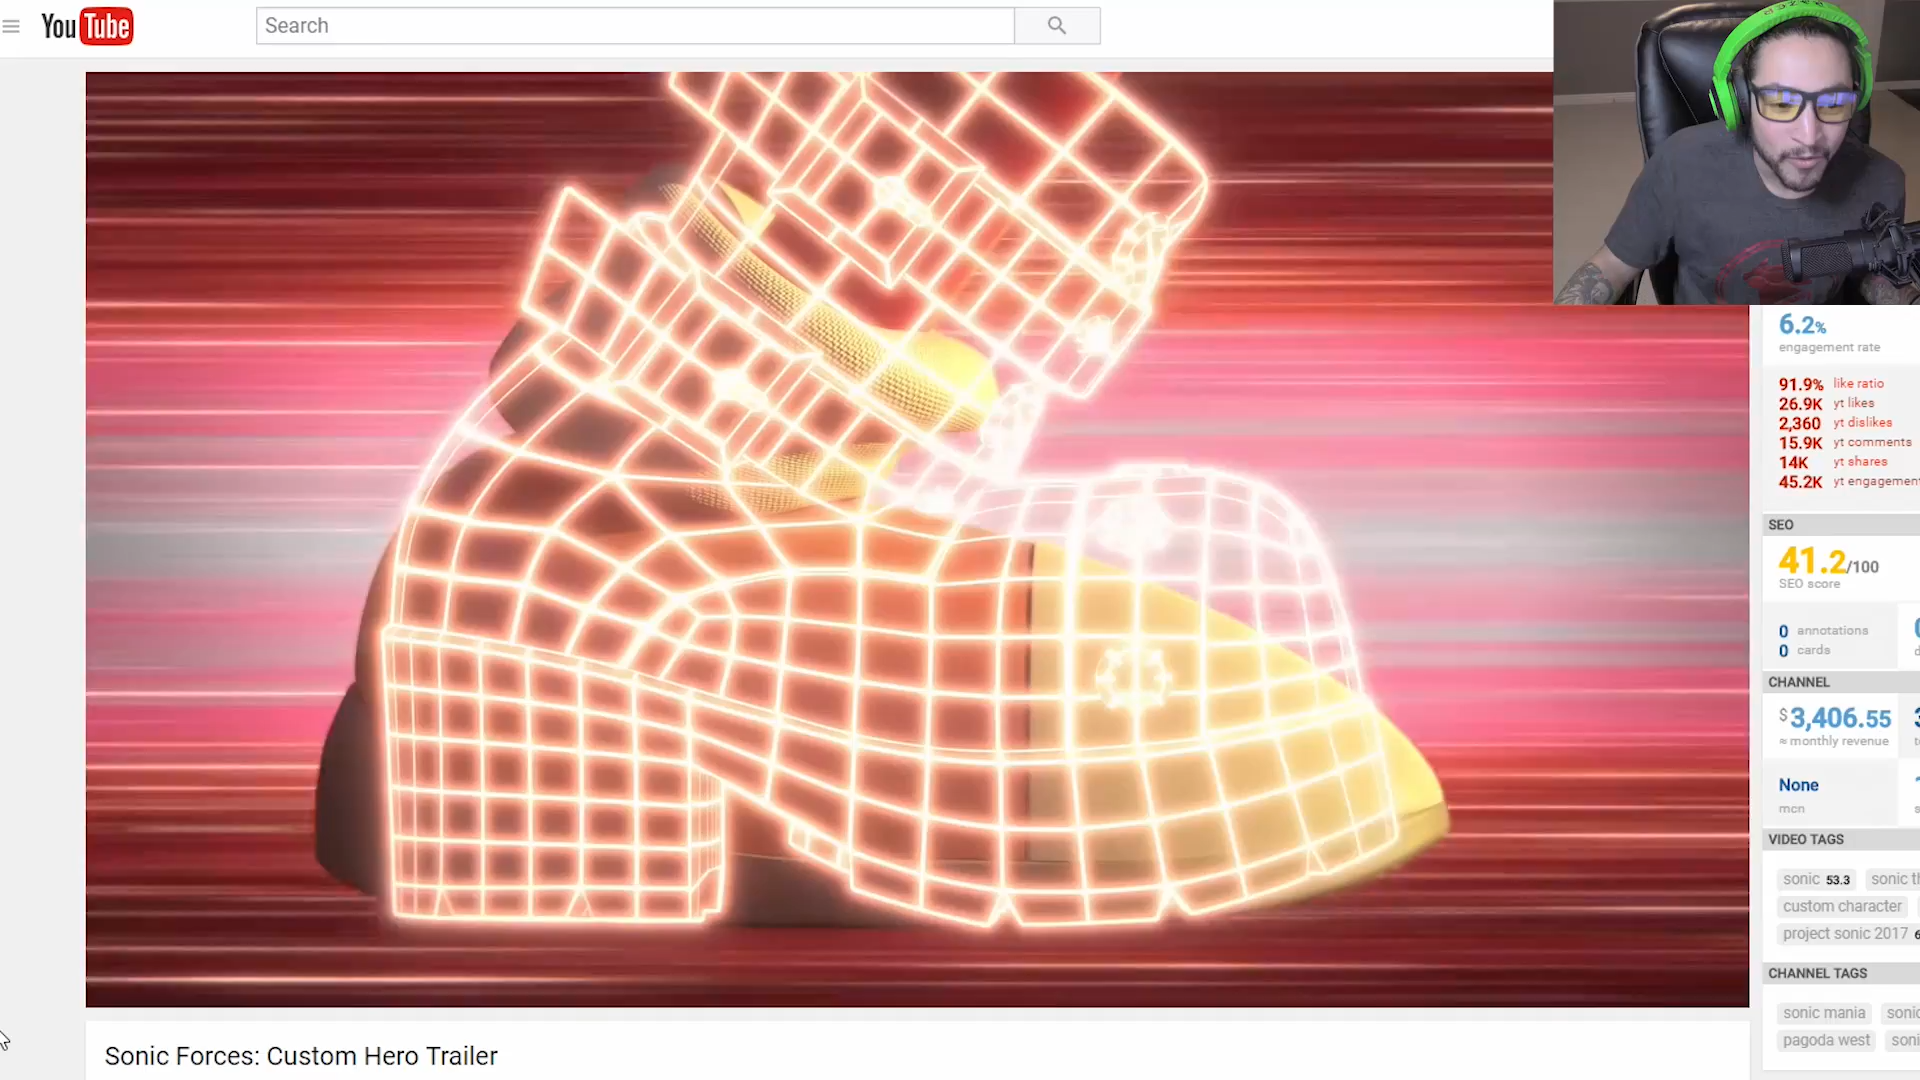 YouTube
Search
RAZER
6.2%
engagement rate
91.9% like ratio
26.9K yt likes
2,360 yt dislikes
15.9K yt comments
14K yt shares
45.2K yt engagement
SEO
41.2/100
SEO score
0 annotations
0 cards
CHANNEL
$3,406.55
≈ monthly revenue
None
mcn
VIDEO TAGS
sonic 53.3 sonic
custom character
project sonic 2017
CHANNEL TAGS
sonic mania
pagoda west
Sonic Forces: Custom Hero Trailer